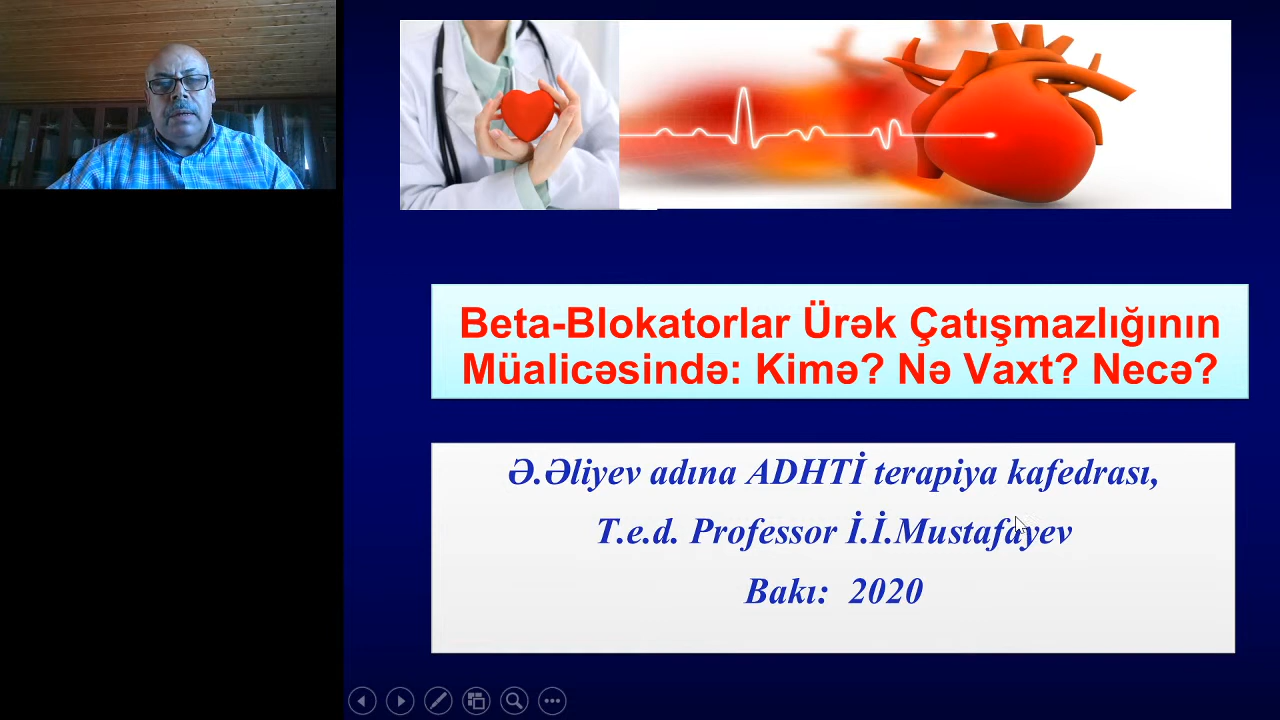 Beta-Blokatorlar Ürək Çatışmazlığının
Müalicəsində: Kimə? Nə Vaxt? Necə?
Ə.Əliyev adına ADHTİ terapiya kafedrası,
T.e.d. Professor İ.İ.Mustafayev
Bakı: 2020